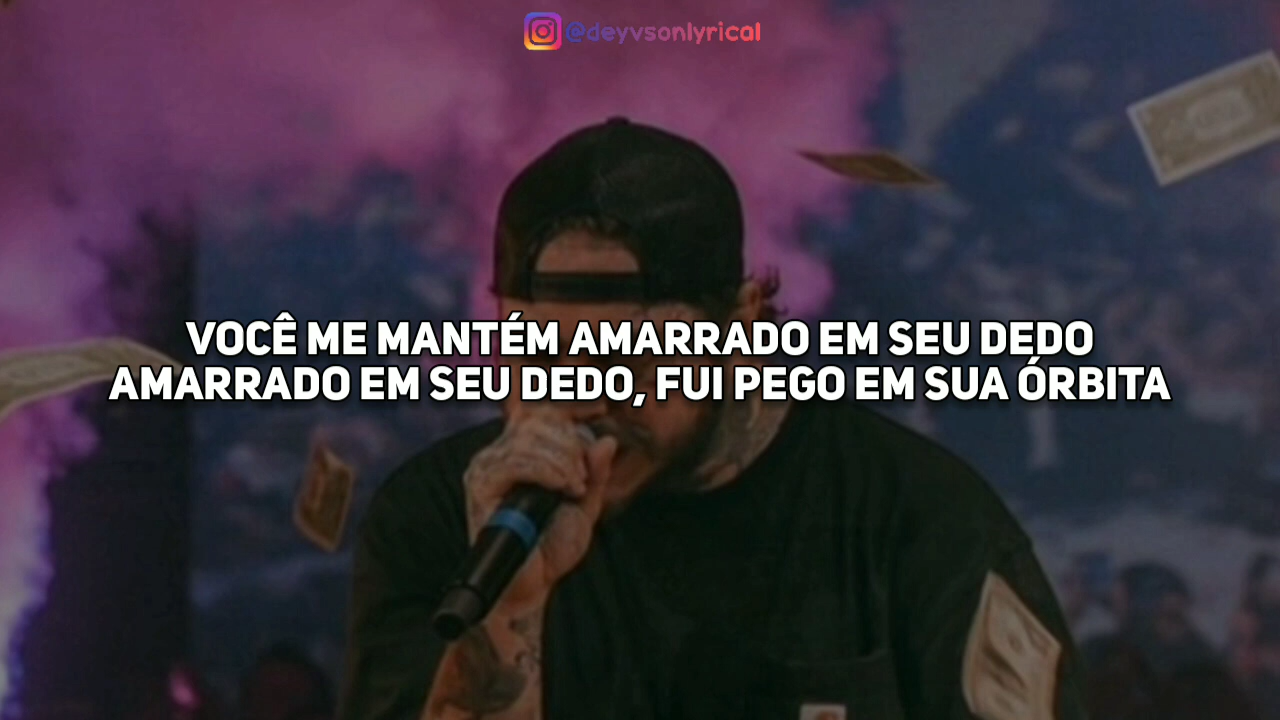 @deyvsonlyrical
VOCÊ ME MANTÉM AMARRADO EM SEU DEDO
AMARRADO EM SEU DEDO, FUI PEGO EM SUA ÓRBITA